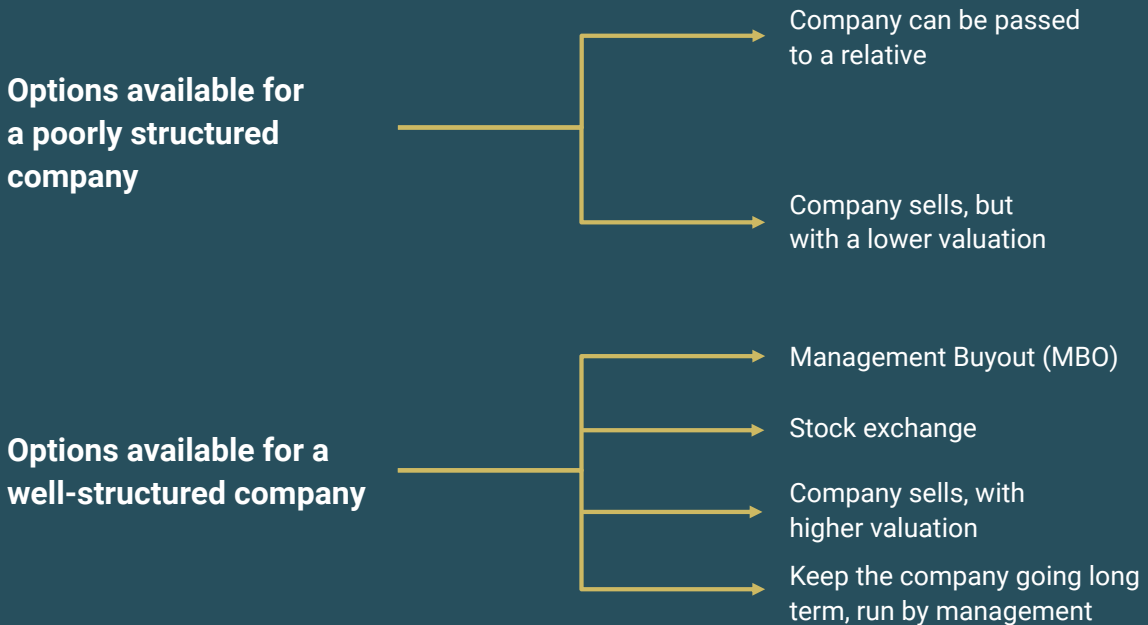 Options available for
a poorly structured
company
Company can be passed
to a relative
Company sells, but
with a lower valuation
Options available for a
well-structured company
Management Buyout (MBO)
Stock exchange
Company sells, with
higher valuation
Keep the company going long
term, run by management